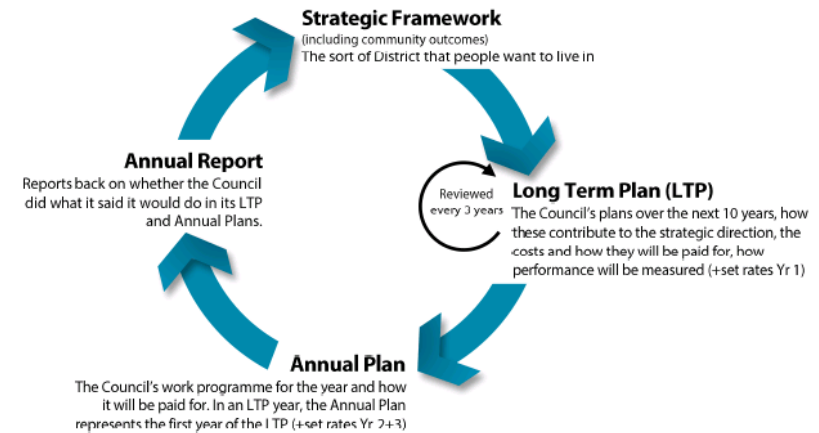 Strategic Framework
(including community outcomes)
The sort of District that people want to live in
Annual Report
Reports back on whether the Council
did what it said it would do in its LTP
and Annual Plans.
Reviewed
every 3 years
Long Term Plan (LTP)
The Council's plans over the next 10 years, how
these contribute to the strategic direction, the
costs and how they will be paid for, how
performance will be measured (+set rates Yr 1)
Annual Plan
The Council's work programme for the year and how
it will be paid for. In an LTP year, the Annual Plan
represents the first year of the LTP (+set rates Yr 2+3)